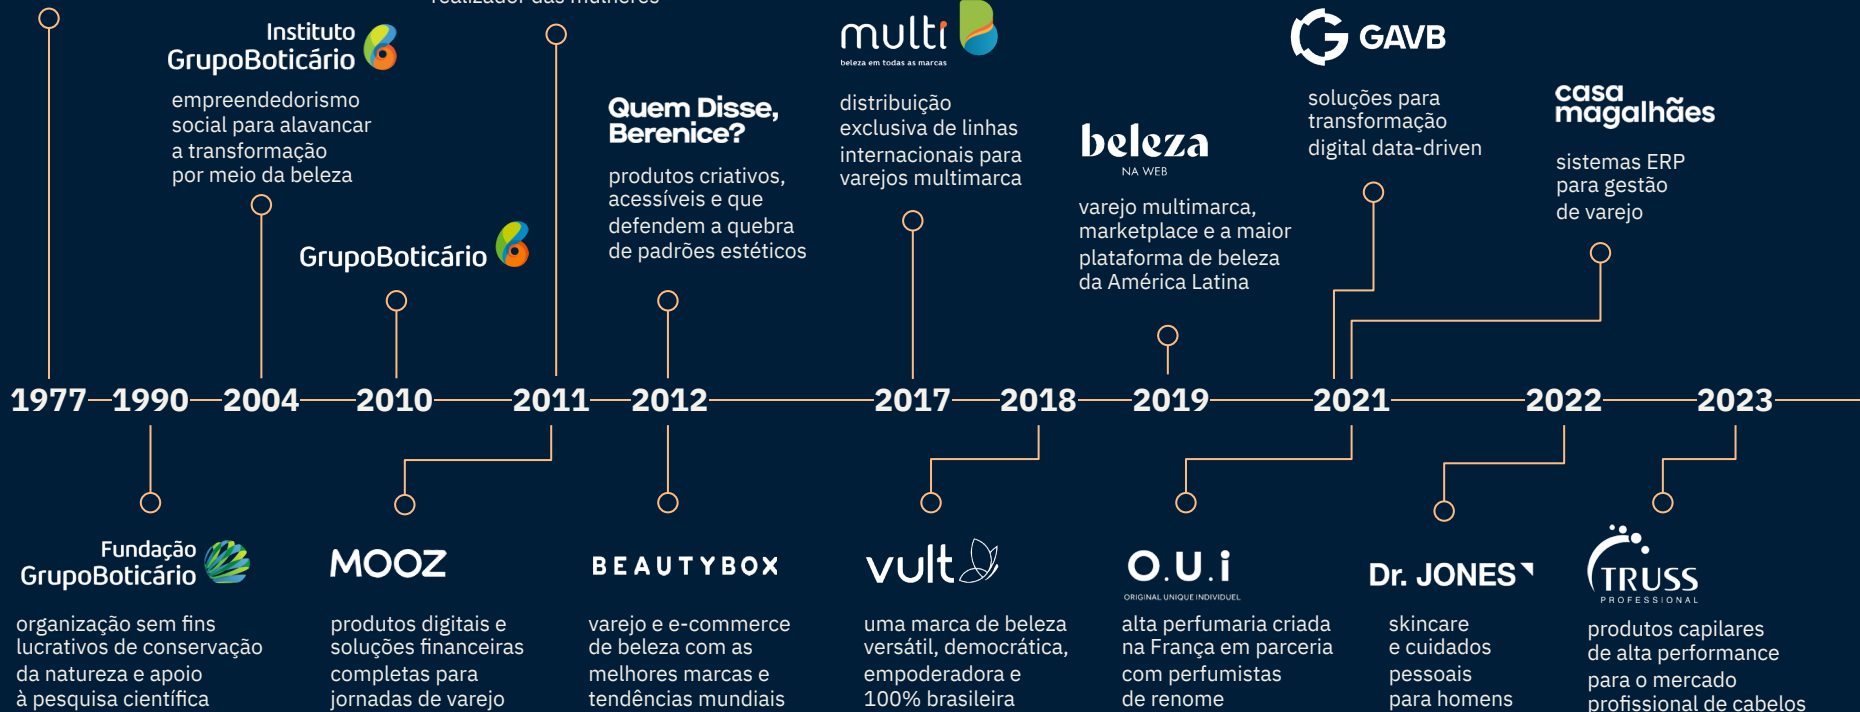 realizador das mulheres
Instituto
GrupoBoticário
empreendedorismo
social para alavancar
a transformação
por meio da beleza
GrupoBoticário
Quem Disse,
Berenice?
produtos criativos,
acessíveis e que
defendem a quebra
de padrões estéticos
multi
beleza em todas as marcas
distribuição
exclusiva de linhas
internacionais para
varejos multimarca
beleza
NA WEB
varejo multimarca,
marketplace e a maior
plataforma de beleza
da América Latina
GAVB
soluções para
transformação
digital data-driven
casa
magalhães
sistemas ERP
para gestão
de varejo
1977 1990 2004 2010 2011 2012 2017 2018 2019 2021 2022 2023
Fundação
GrupoBoticário
organização sem fins
lucrativos de conservação
da natureza e apoio
à pesquisa científica
MOOZ
produtos digitais e
soluções financeiras
completas para
jornadas de varejo
BEAUTYBOX
varejo e e-commerce
de beleza com as
melhores marcas e
tendências mundiais
vult
uma marca de beleza
versátil, democrática,
empoderadora e
100% brasileira
O.U.i
ORIGINAL UNIQUE INDIVIDUEL
alta perfumaria criada
na França em parceria
com perfumistas
de renome
Dr. JONES
skincare
e cuidados
pessoais
para homens
TRUSS
PROFESSIONAL
produtos capilares
de alta performance
para o mercado
profissional de cabelos